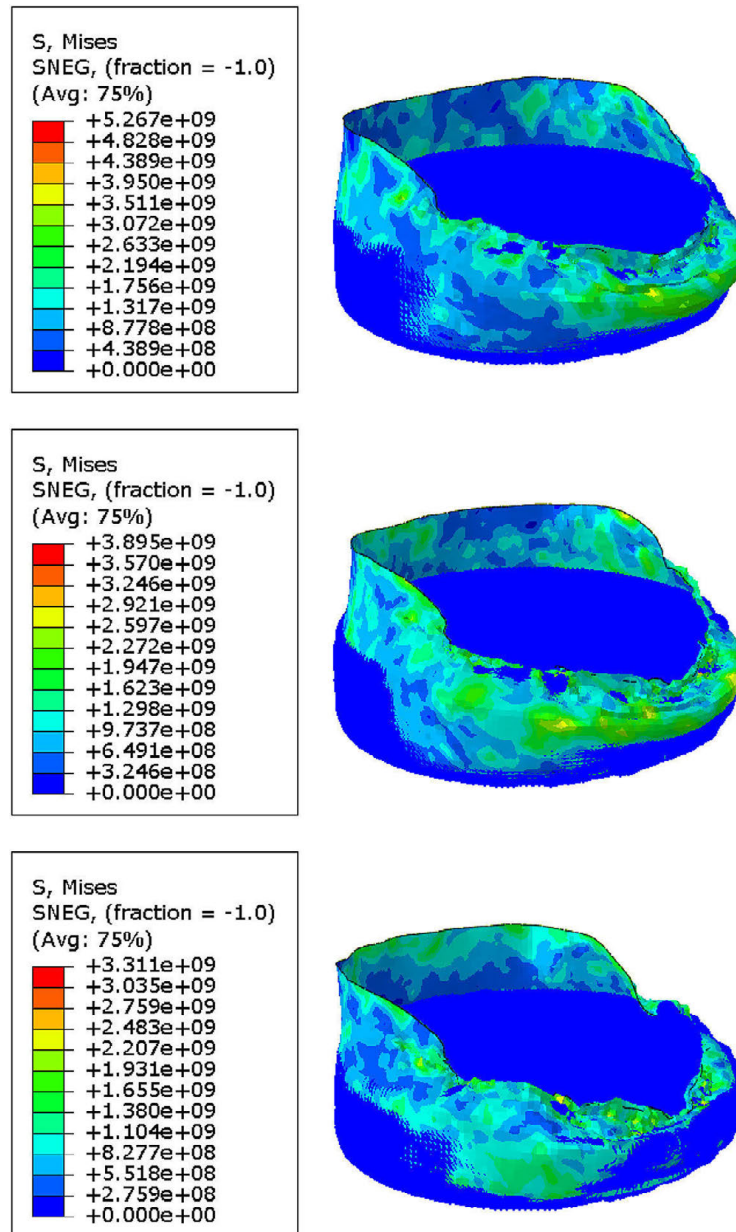 S, Mises
SNEG, (fraction = -1.0)
(Avg: 75%)
+5.267e+09
+4.828e+09
+4.389e+09
+3.950e+09
+3.511e+09
+3.072e+09
+2.633e+09
+2.194e+09
+1.756e+09
+1.317e+09
+8.778e+08
+4.389e+08
+0.000e+00
S, Mises
SNEG, (fraction = -1.0)
(Avg: 75%)
+3.895e+09
+3.570e+09
+3.246e+09
+2.921e+09
+2.597e+09
+2.272e+09
+1.947e+09
+1.623e+09
+1.298e+09
+9.737e+08
+6.491e+08
+3.246e+08
+0.000e+00
S, Mises
SNEG, (fraction = -1.0)
(Avg: 75%)
+3.311e+09
+3.035e+09
+2.759e+09
+2.483e+09
+2.207e+09
+1.931e+09
+1.655e+09
+1.380e+09
+1.104e+09
+8.277e+08
+5.518e+08
+2.759e+08
+0.000e+00